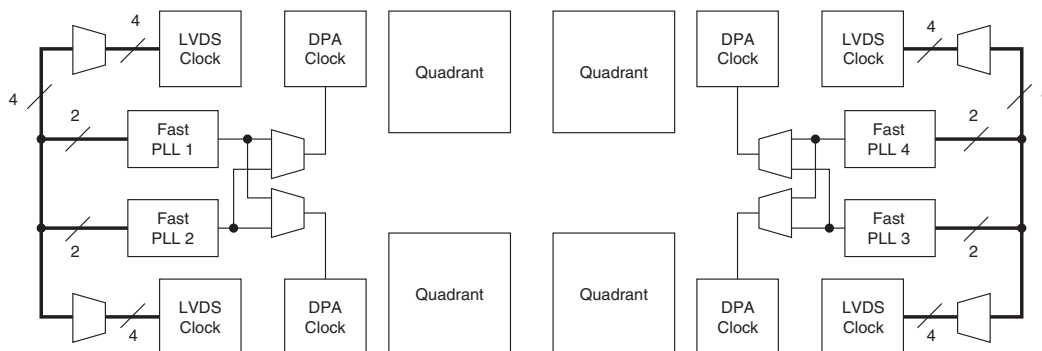 4
LVDS
Clock
DPA
Clock
Quadrant
Quadrant
DPA
Clock
LVDS
Clock
4
4
2
Fast
PLL 1
Fast
PLL 4
2
Fast
PLL 2
2
Fast
PLL 3
2
4
LVDS
Clock
DPA
Clock
Quadrant
Quadrant
DPA
Clock
LVDS
Clock
4